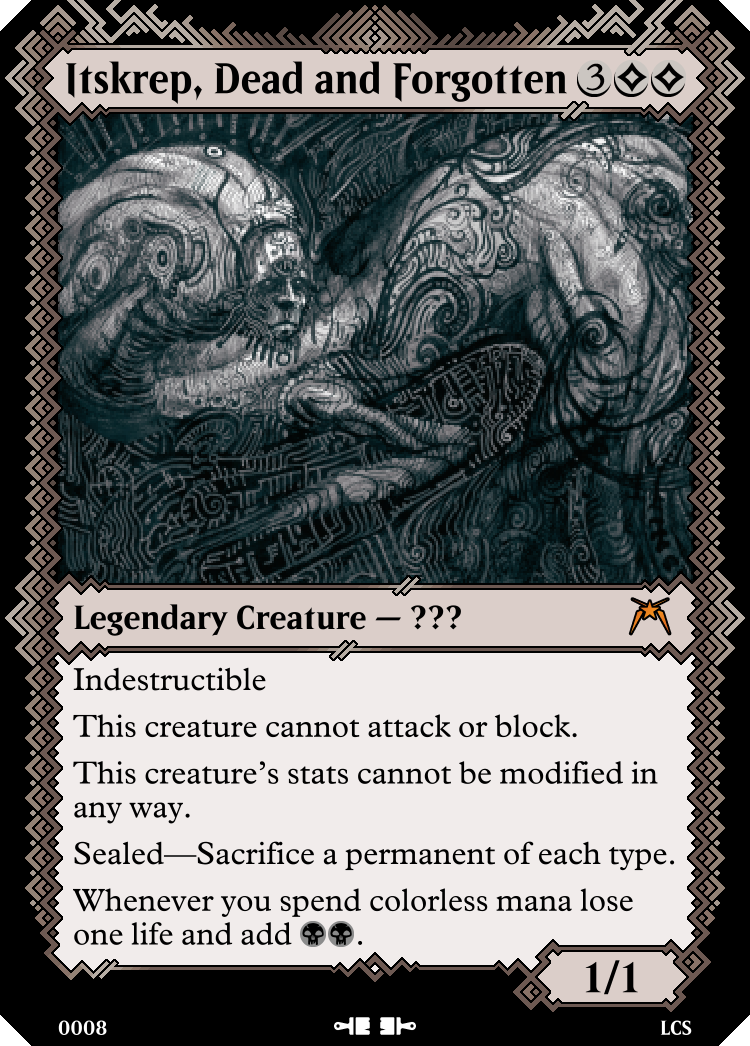 Itskrep, Dead and Forgotten 3
Legendary Creature — ???
Indestructible
This creature cannot attack or block.
This creature's stats cannot be modified in
any way.
Sealed—Sacrifice a permanent of each type.
Whenever you spend colorless mana lose
one life and add .
1/1
0008
LCS